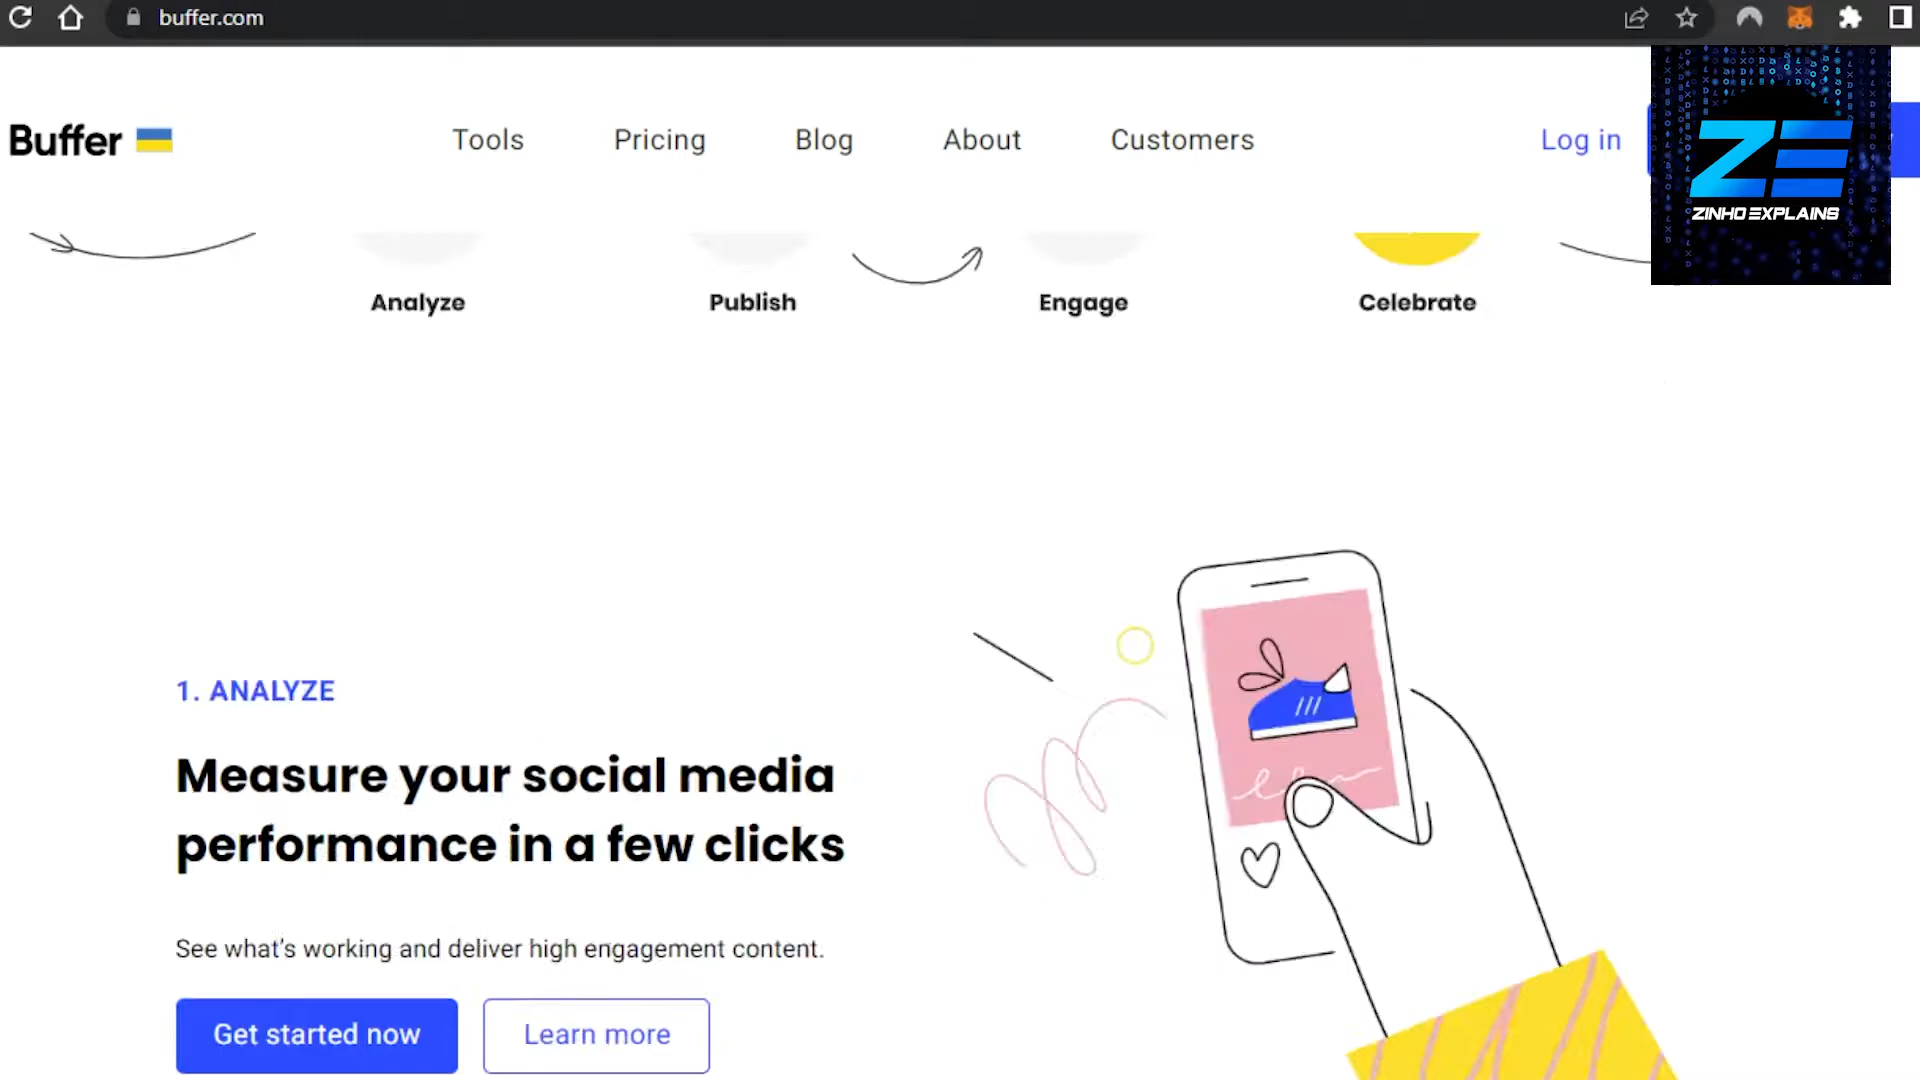 buffer.com
Buffer
Tools
Pricing
Blog
About
Customers
Log in
ZE
ZINHO EXPLAINS
Analyze
Publish
Engage
Celebrate
1. ANALYZE
Measure your social media
performance in a few clicks
See what's working and deliver high engagement content.
Get started now
Learn more